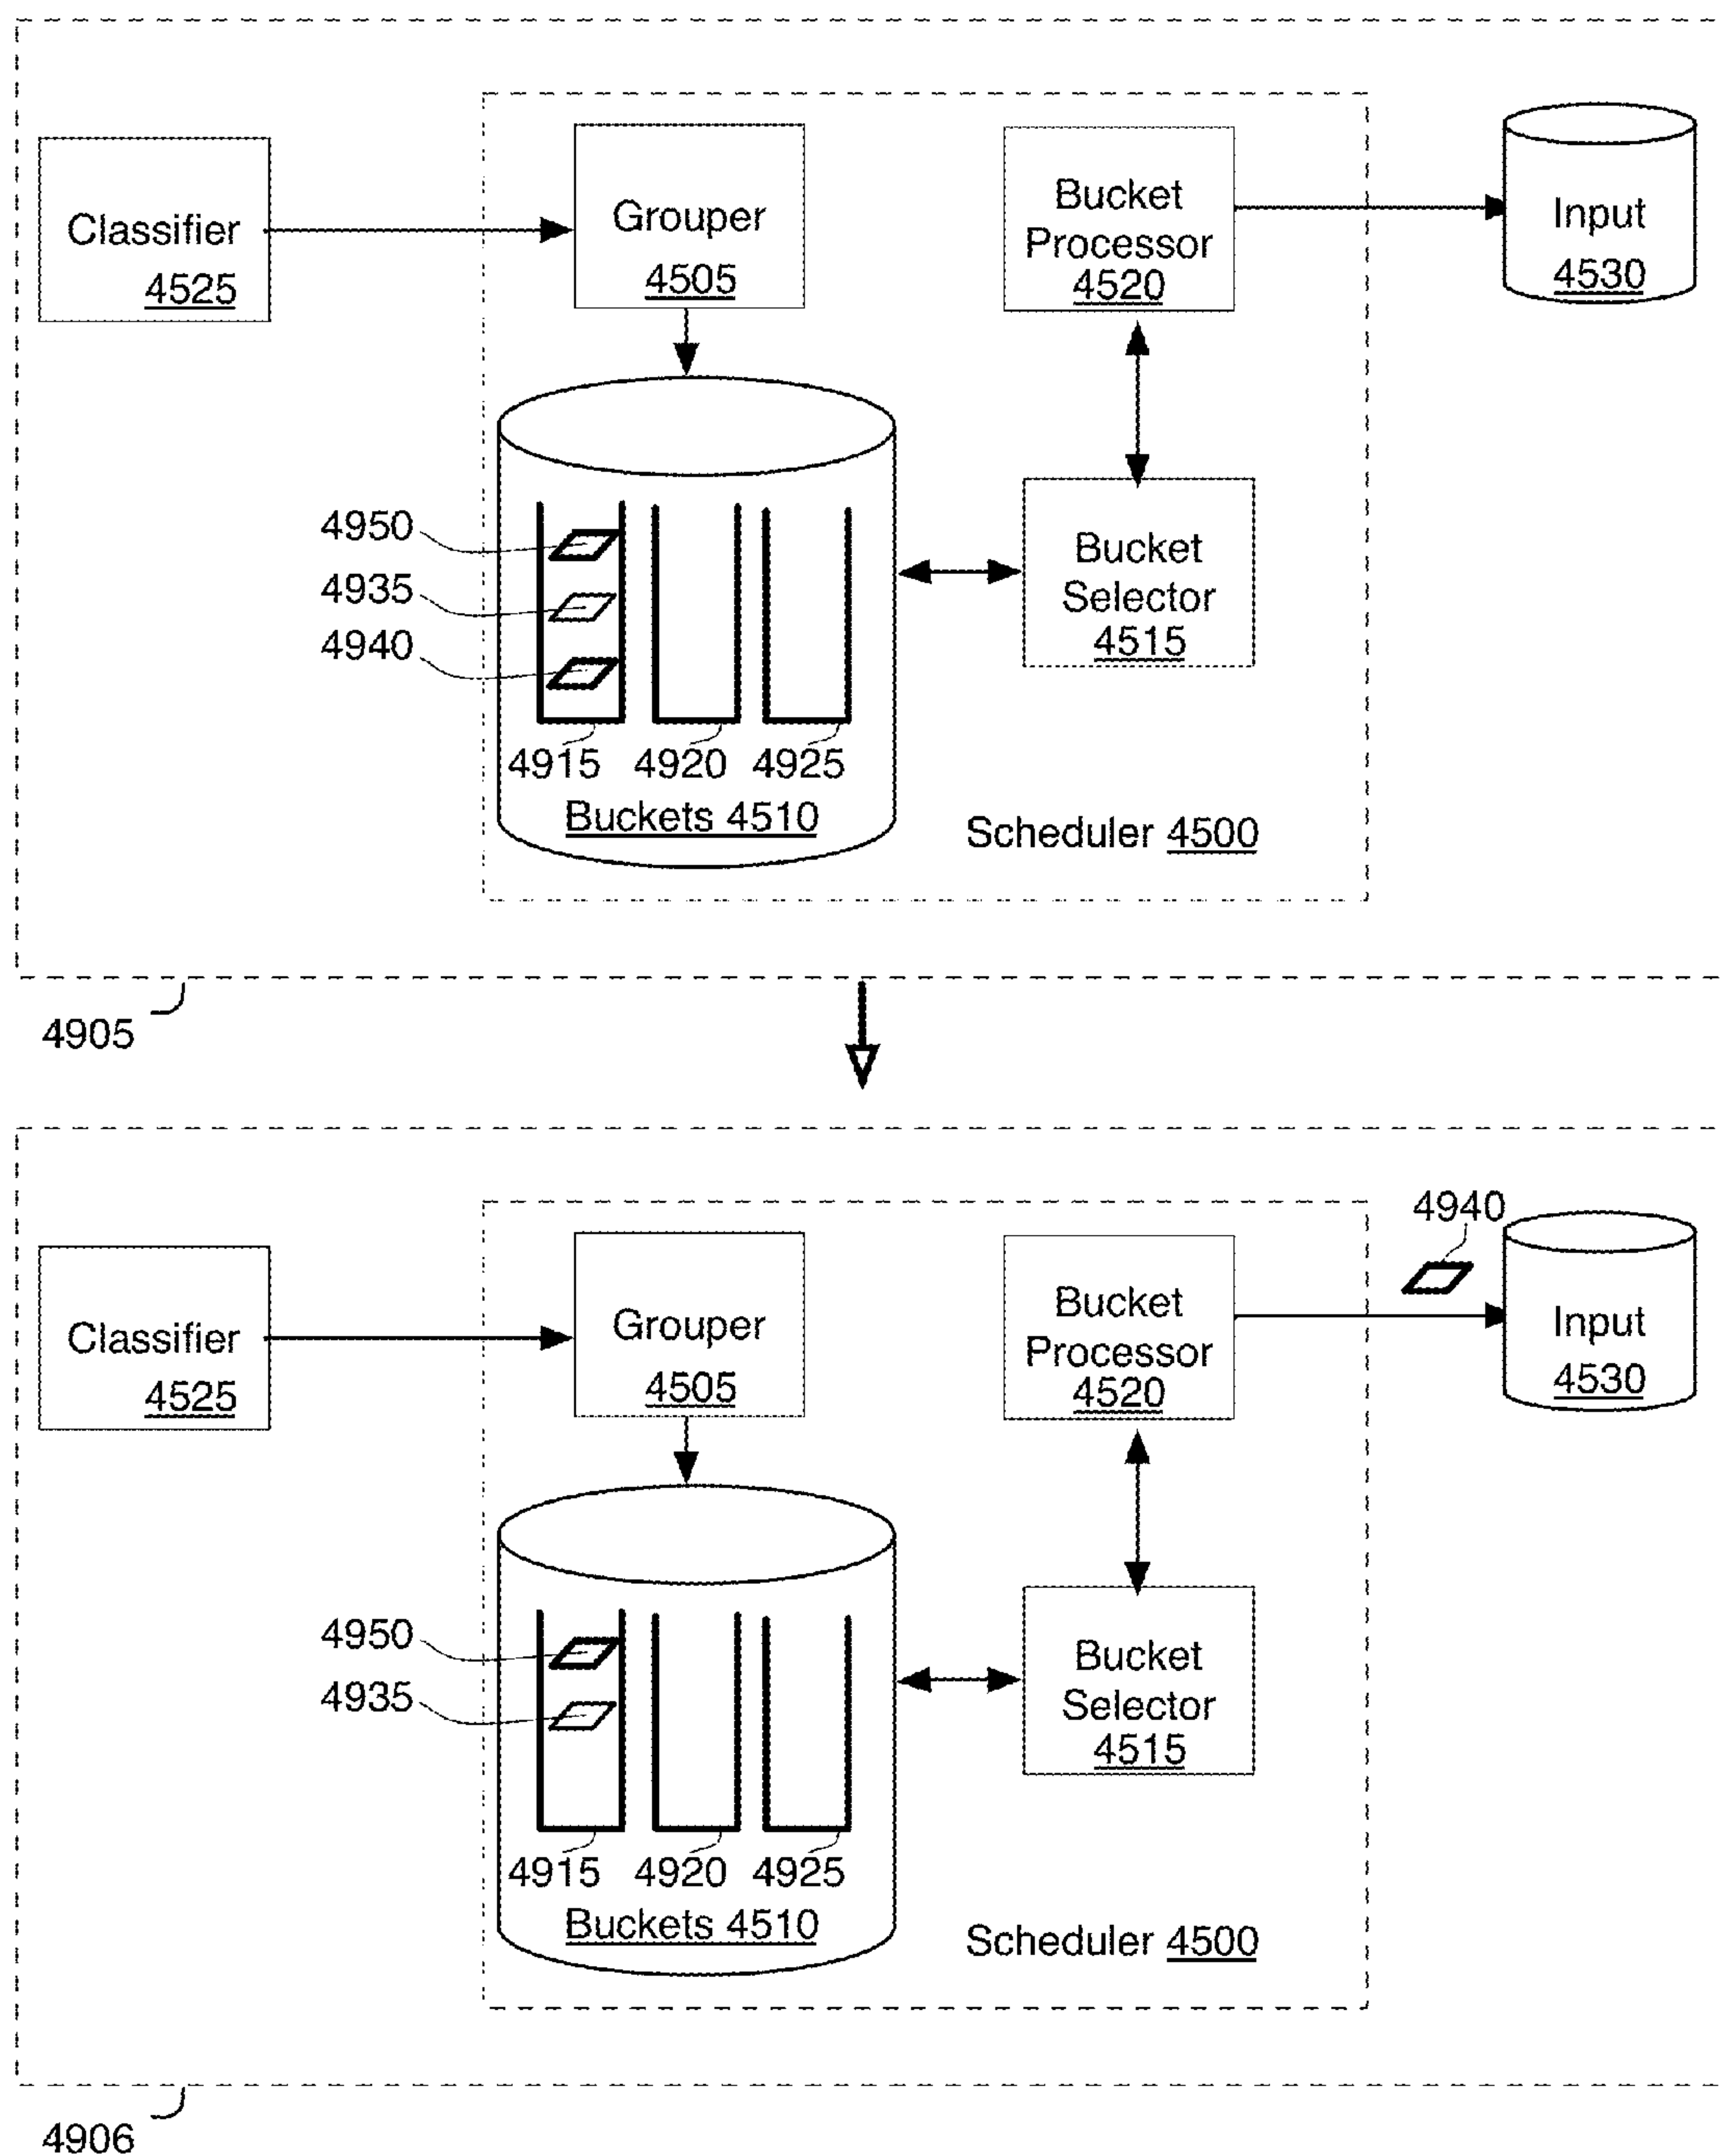 Classifier
4525
Grouper
4505
Bucket
Processor
4520
Input
4530
4950
4935
4940
Bucket
Selector
4515
4915 4920 4925
Buckets 4510
Scheduler 4500
4905
4940
Classifier
4525
Grouper
4505
Bucket
Processor
4520
Input
4530
4950
4935
Bucket
Selector
4515
4915 4920 4925
Buckets 4510
Scheduler 4500
4906